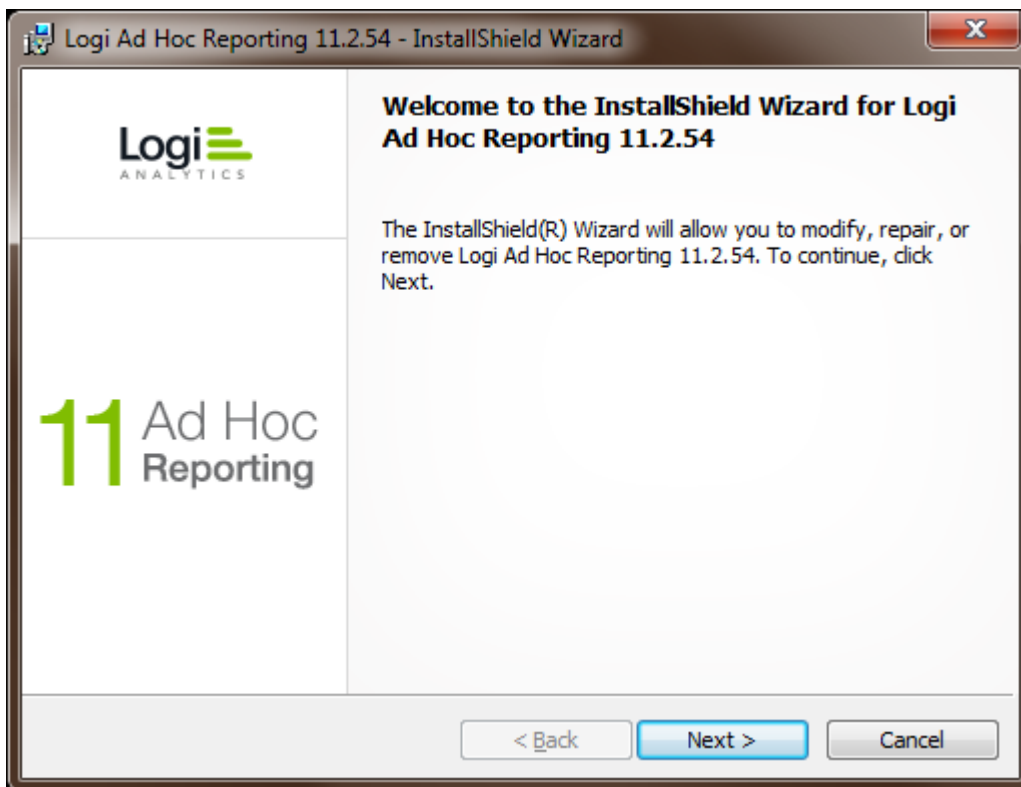 Logi Ad Hoc Reporting 11.2.54 - InstallShield Wizard
x
Logi
ANALYTICS
Welcome to the InstallShield Wizard for Logi
Ad Hoc Reporting 11.2.54
The InstallShield(R) Wizard will allow you to modify, repair, or
remove Logi Ad Hoc Reporting 11.2.54. To continue, click
Next.
11 Ad Hoc
Reporting
< Back
Next >
Cancel